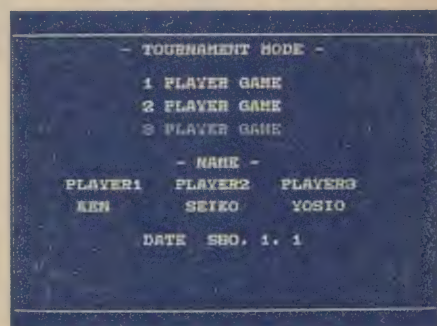 - TOURNAMENT MODE -
1 PLAYER GAME
2 PLAYER GAME
3 PLAYER GAME
- NAME -
PLAYER1 PLAYER2 PLAYER3
KEN SEIKO YOSIO
DATE S60. 1. 1